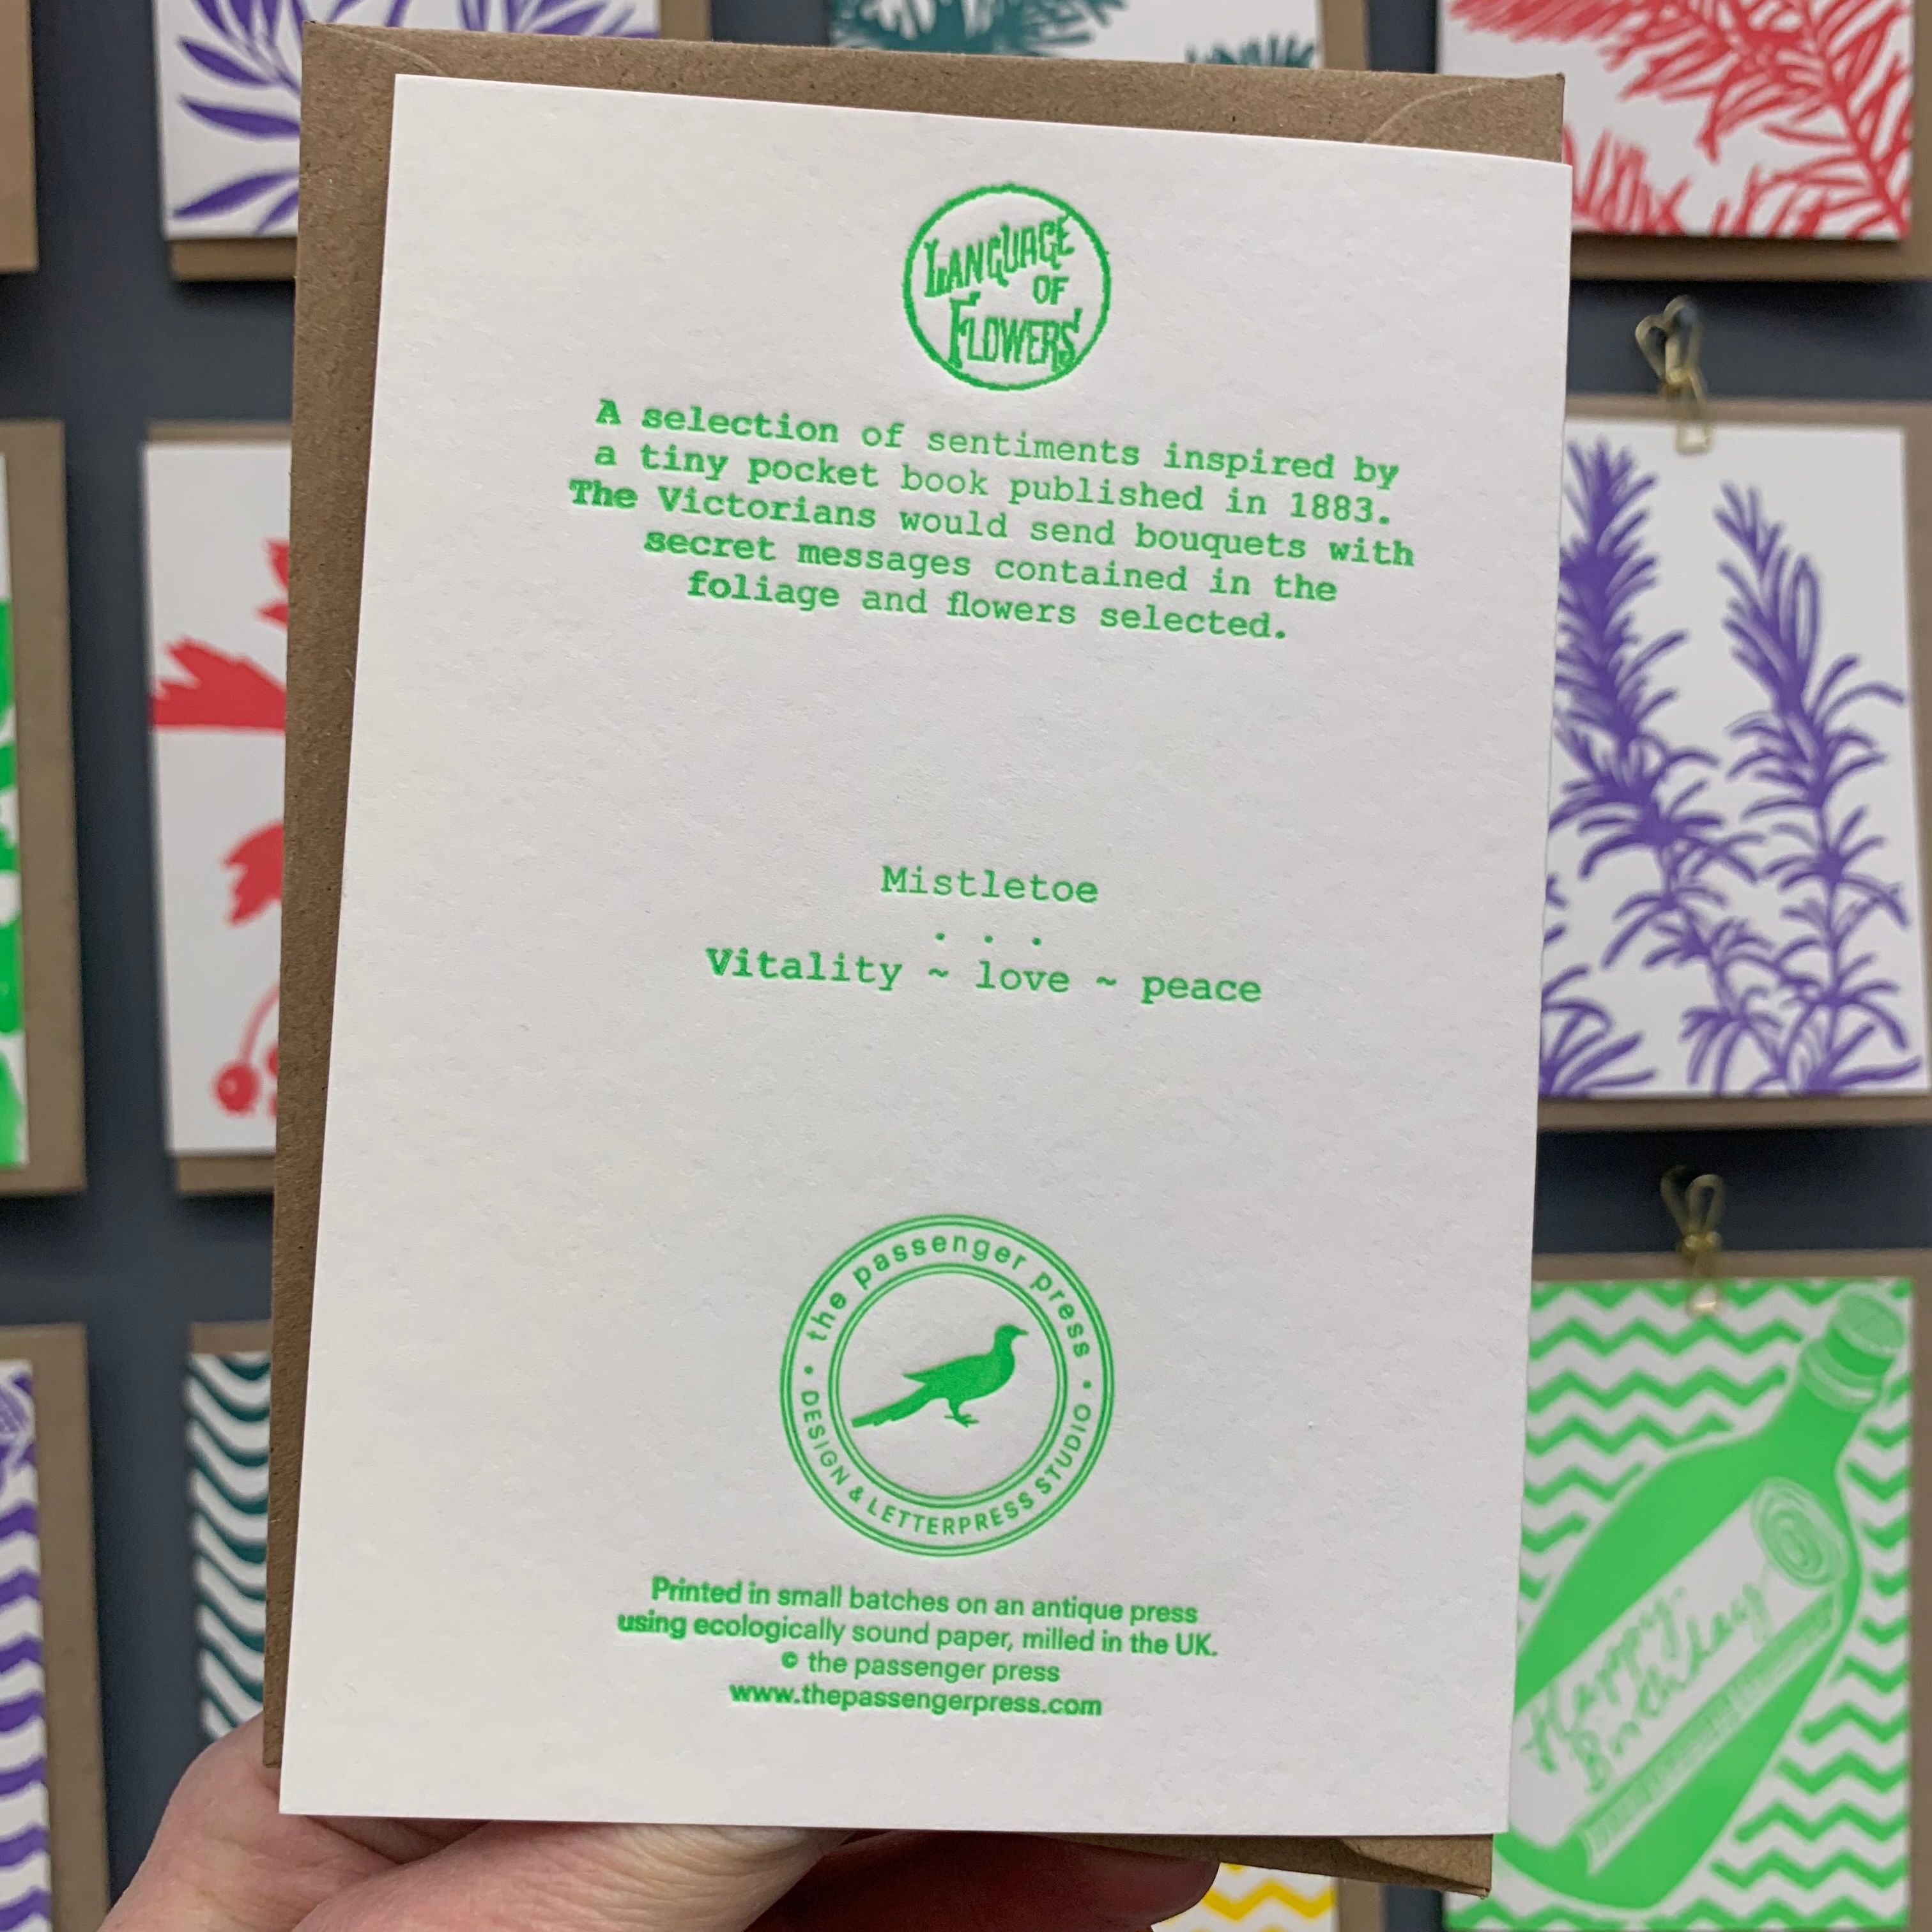 LANGUAGE
OF
FLOWERS
A selection of sentiments inspired by
a tiny pocket book published in 1883.
The Victorians would send bouquets with
secret messages contained in the
foliage and flowers selected.
Mistletoe
. . .
Vitality ~ love ~ peace
the passenger press
• DESIGN & LETTERPRESS STUDIO •
Printed in small batches on an antique press
using ecologically sound paper, milled in the UK.
© the passenger press
www.thepassengerpress.com
Happy
Birthday